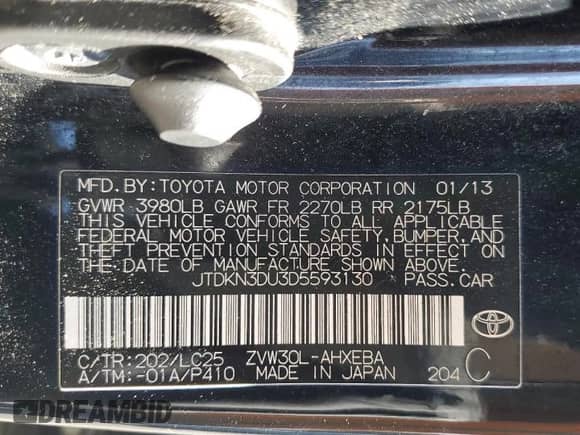 MFD.BY:TOYOTA MOTOR CORPORATION 01/13
GVWR 3980LB GAWR FR 2270LB RR 2175LB
THIS VEHICLE CONFORMS TO ALL APPLICABLE
FEDERAL MOTOR VEHICLE SAFETY,BUMPER,AND
THEFT PREVENTION STANDARDS IN EFFECT ON
THE DATE OF MANUFACTURE SHOWN ABOVE.
JTDKN3DU3D5593130 PASS.CAR
C/TR:202/LC25 ZVW30L-AHXEBA C
A/TM:-01A/P410 MADE IN JAPAN 204
DREAMBID